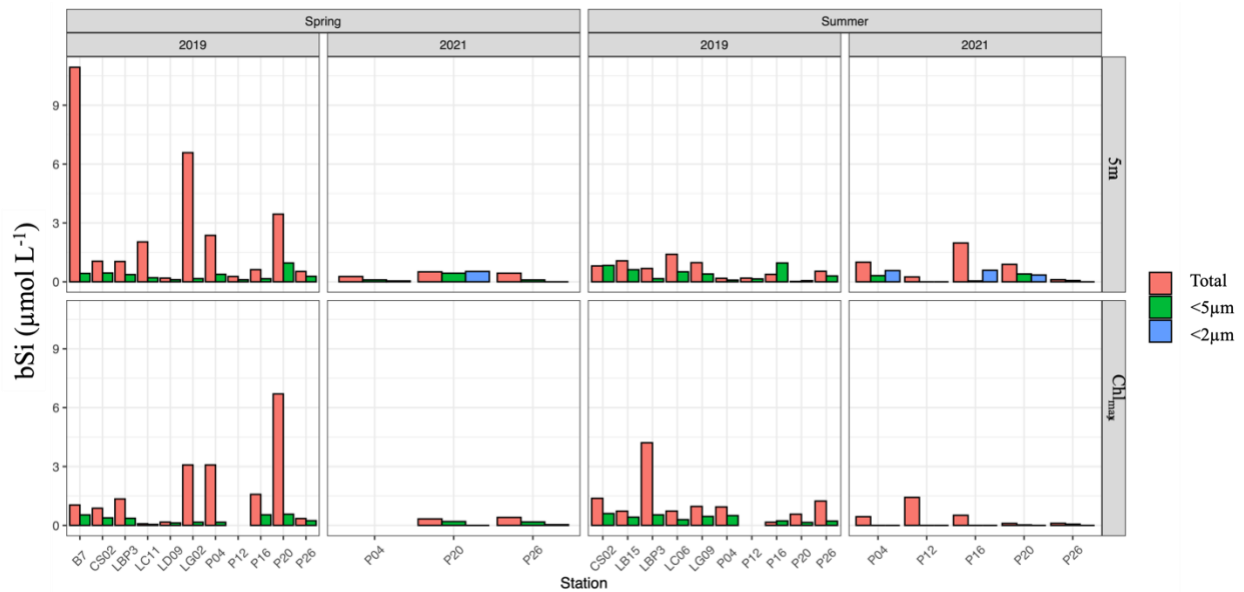 Spring
Summer
2019
2021
2019
2021
9
6
3
0
5m
9
6
3
0
Chlmax
bSi (µmol L-1)
Total
<5µm
<2µm
B7
CS02
LBP3
LC11
LD09
LG02
P04
P12
P16
P20
P26
P04
P20
P26
CS02
LB15
LBP3
LC06
LG09
P04
P12
P16
P20
P26
P04
P12
P16
P20
P26
Station